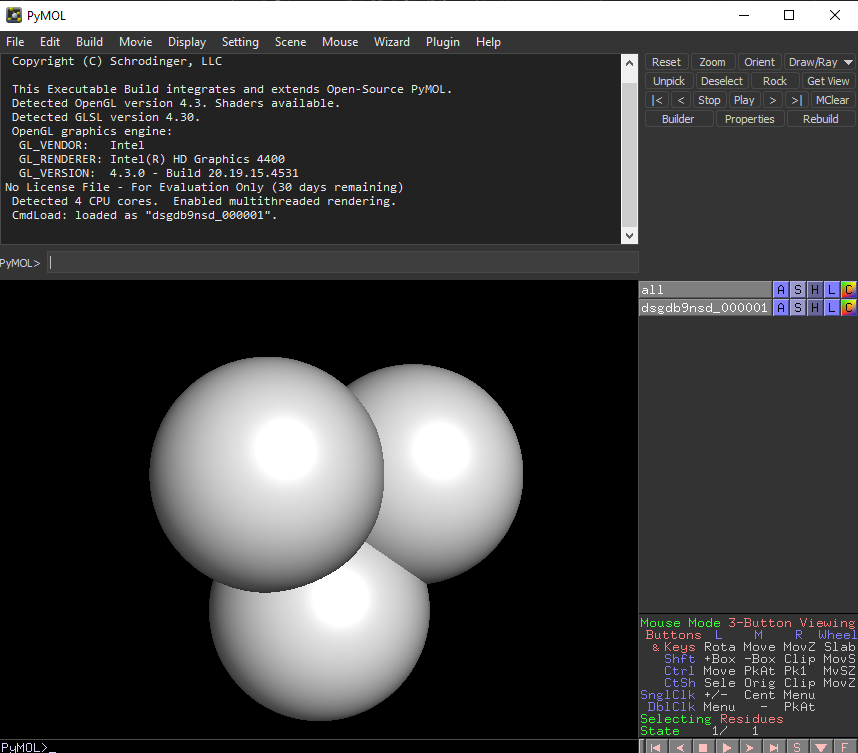 PyMOL
File Edit Build Movie Display Setting Scene Mouse Wizard Plugin Help
Copyright (C) Schrodinger, LLC
This Executable Build integrates and extends Open-Source PyMOL.
Detected OpenGL version 4.3. Shaders available.
Detected GLSL version 4.30.
OpenGL graphics engine:
GL_VENDOR: Intel
GL_RENDERER: Intel(R) HD Graphics 4400
GL_VERSION: 4.3.0 - Build 20.19.15.4531
No License File - For Evaluation Only (30 days remaining)
Detected 4 CPU cores. Enabled multithreaded rendering.
CmdLoad: loaded as "dsgdb9nsd_000001".
PyMOL>
Reset Zoom Orient Draw/Ray
Unpick Deselect Rock Get View
|< < Stop Play > >| MClear
Builder Properties Rebuild
all A S H L C
dsgdb9nsd_000001 A S H L C
Mouse Mode 3-Button Viewing
Buttons L M R Wheel
& Keys Rota Move MovZ Slab
Shft +Box -Box Clip MovS
Ctrl Move PkAt Pk1 MvSZ
CtSh Sele Orig Clip MovZ
SnglClk +/- Cent Menu
DblClk Menu - PkAt
Selecting Residues
State 1/ 1
PyMOL>_
S F